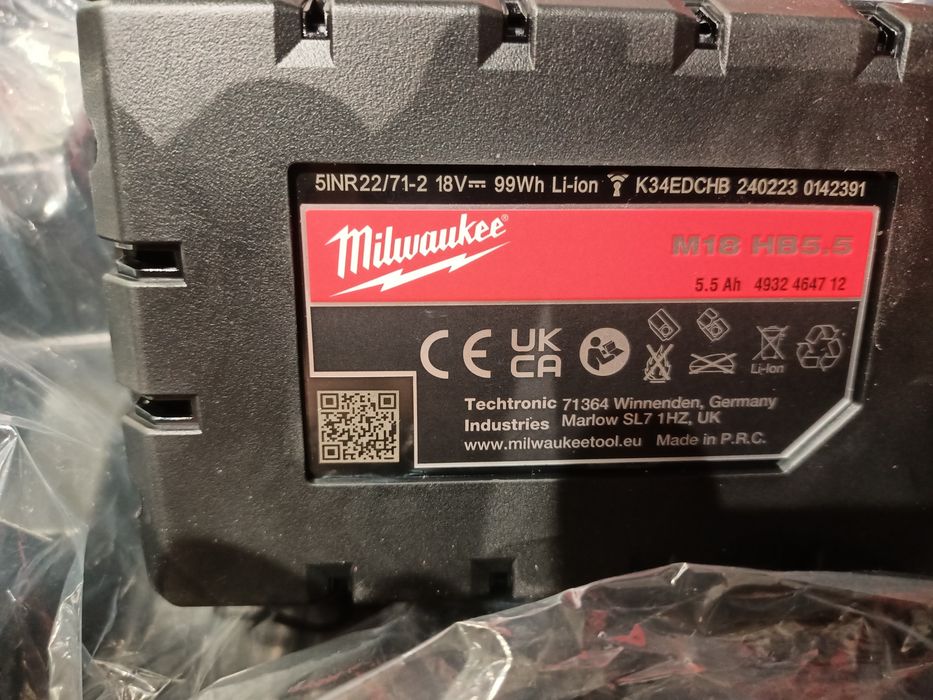 5INR22/71-2 18V⎓ 99Wh Li-ion K34EDCHB 240223 0142391
Milwaukee®
M18 HB5.5
5.5 Ah 4932 4647 12
CE UK CA
Li-Ion
Techtronic 71364 Winnenden, Germany
Industries Marlow SL7 1HZ, UK
www.milwaukeetool.eu Made in P.R.C.